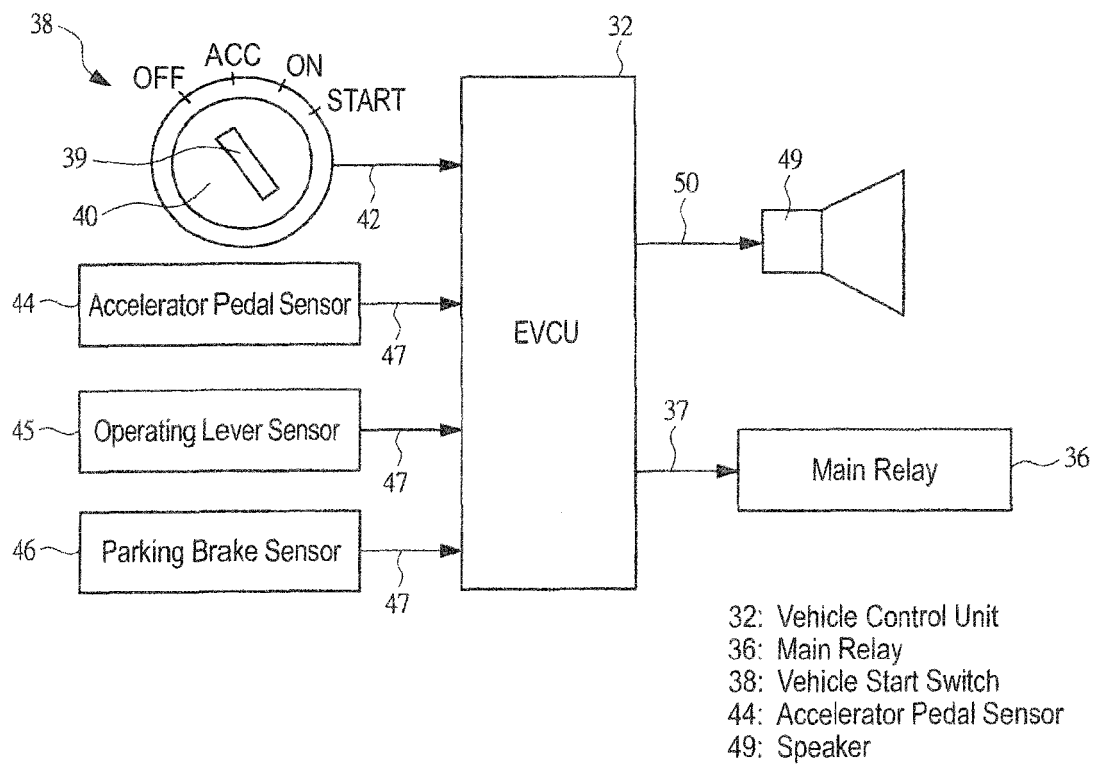 38
OFF
ACC
ON
START
32
39
40
42
49
50
44
Accelerator Pedal Sensor
47
EVCU
45
Operating Lever Sensor
47
37
Main Relay
36
46
Parking Brake Sensor
47
32: Vehicle Control Unit
36: Main Relay
38: Vehicle Start Switch
44: Accelerator Pedal Sensor
49: Speaker